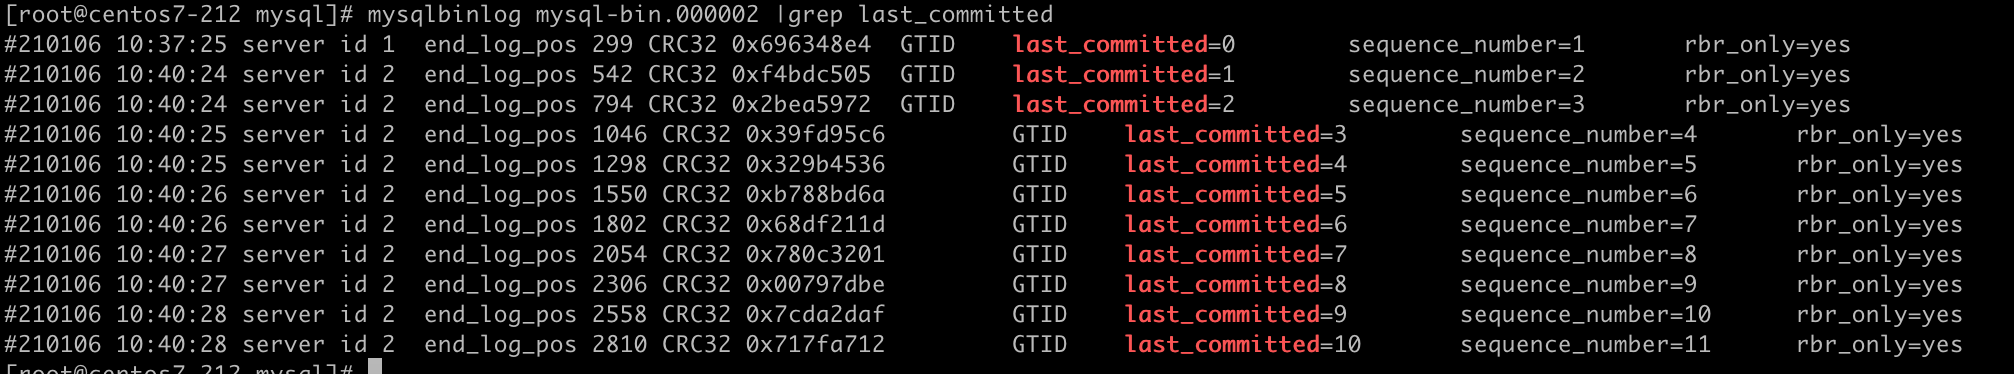 [root@centos7-212 mysql]# mysqlbinlog mysql-bin.000002 |grep last_committed
#210106 10:37:25 server id 1  end_log_pos 299 CRC32 0x696348e4  GTID    last_committed=0        sequence_number=1       rbr_only=yes
#210106 10:40:24 server id 2  end_log_pos 542 CRC32 0xf4bdc505  GTID    last_committed=1        sequence_number=2       rbr_only=yes
#210106 10:40:24 server id 2  end_log_pos 794 CRC32 0x2bea5972  GTID    last_committed=2        sequence_number=3       rbr_only=yes
#210106 10:40:25 server id 2  end_log_pos 1046 CRC32 0x39fd95c6         GTID    last_committed=3        sequence_number=4       rbr_only=yes
#210106 10:40:25 server id 2  end_log_pos 1298 CRC32 0x329b4536         GTID    last_committed=4        sequence_number=5       rbr_only=yes
#210106 10:40:26 server id 2  end_log_pos 1550 CRC32 0xb788bd6a         GTID    last_committed=5        sequence_number=6       rbr_only=yes
#210106 10:40:26 server id 2  end_log_pos 1802 CRC32 0x68df211d         GTID    last_committed=6        sequence_number=7       rbr_only=yes
#210106 10:40:27 server id 2  end_log_pos 2054 CRC32 0x780c3201         GTID    last_committed=7        sequence_number=8       rbr_only=yes
#210106 10:40:27 server id 2  end_log_pos 2306 CRC32 0x00797dbe         GTID    last_committed=8        sequence_number=9       rbr_only=yes
#210106 10:40:28 server id 2  end_log_pos 2558 CRC32 0x7cda2daf         GTID    last_committed=9        sequence_number=10      rbr_only=yes
#210106 10:40:28 server id 2  end_log_pos 2810 CRC32 0x717fa712         GTID    last_committed=10       sequence_number=11      rbr_only=yes
[root@centos7-212 mysql]#